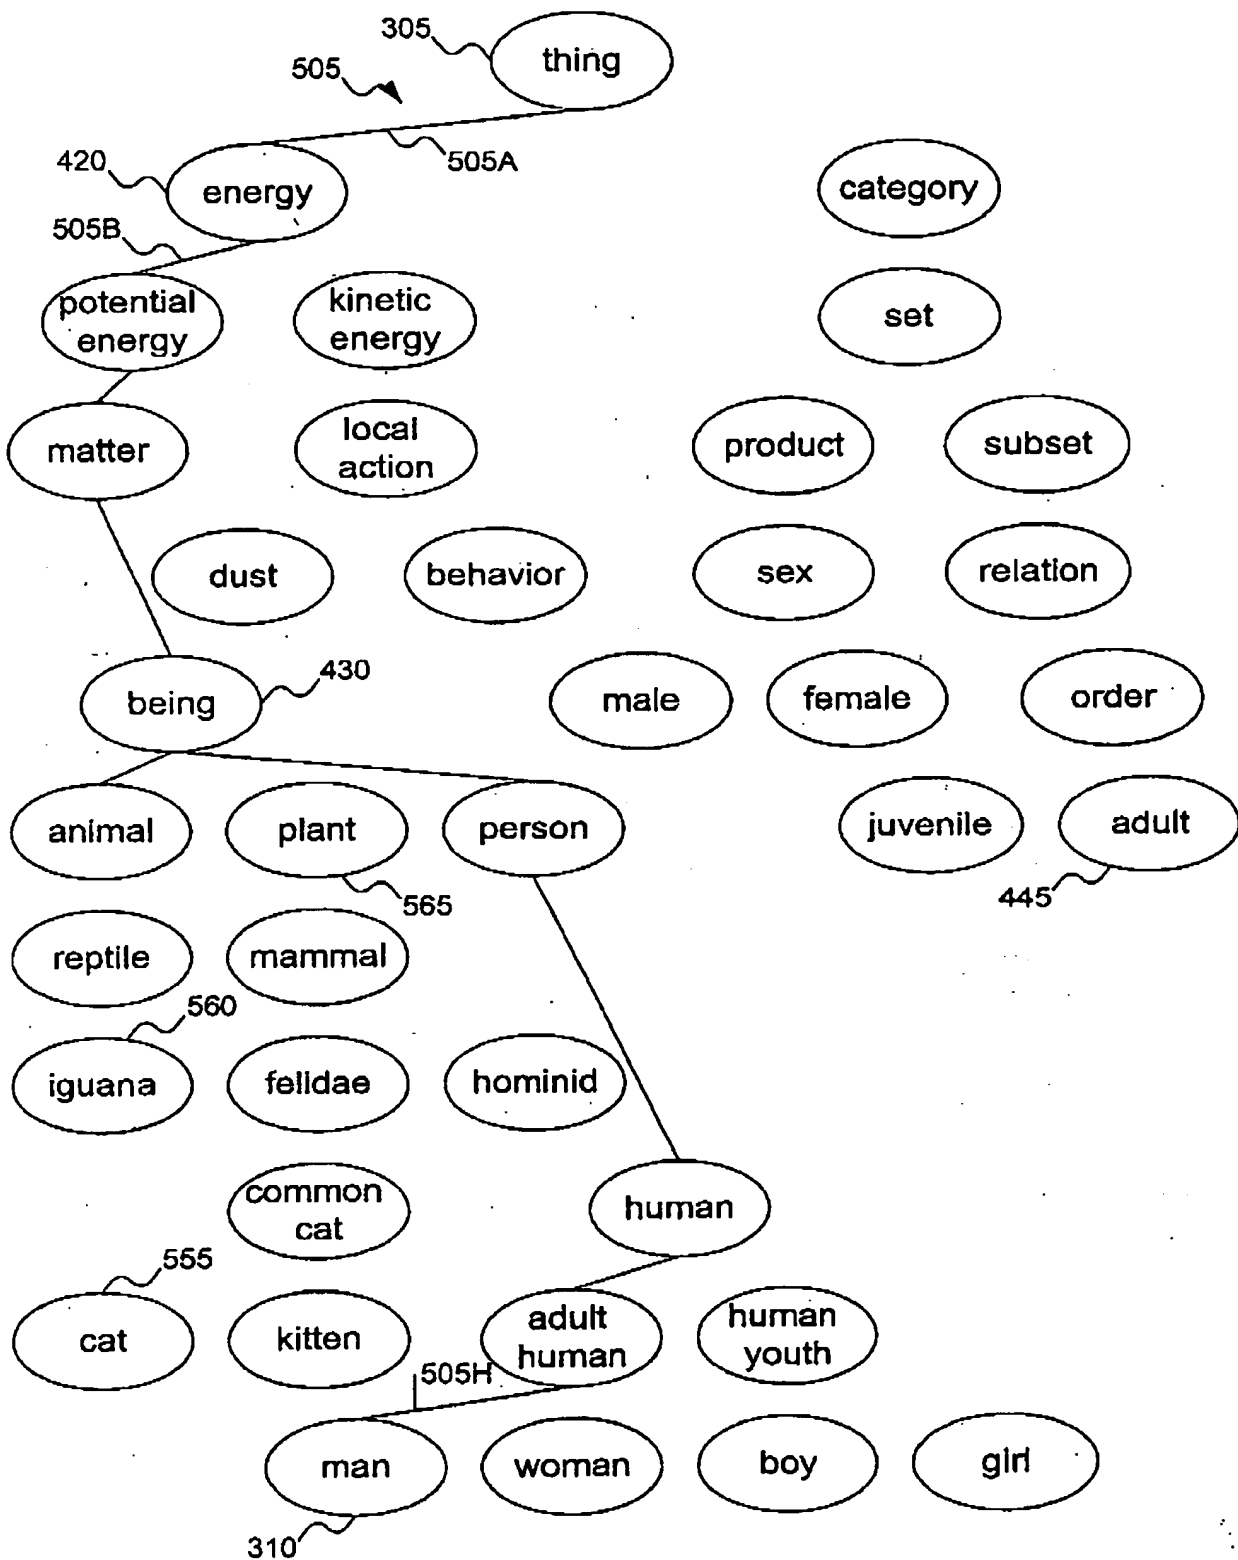 305
thing
505
505A
420
energy
category
505B
potential
energy
kinetic
energy
set
matter
local
action
product
subset
dust
behavior
sex
relation
being
430
male
female
order
animal
plant
person
juvenile
adult
565
445
reptile
mammal
560
iguana
felidae
hominid
common
cat
human
555
cat
kitten
adult
human
human
youth
505H
man
woman
boy
girl
310